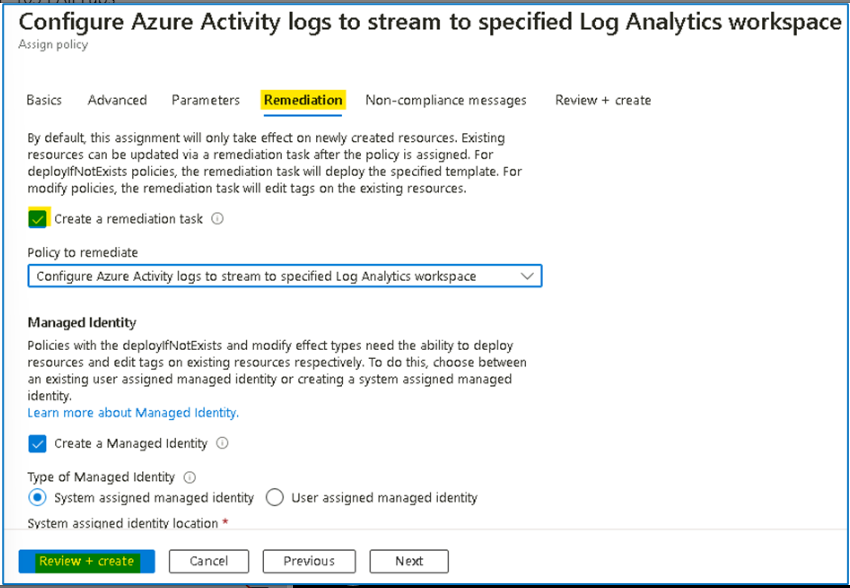 Configure Azure Activity logs to stream to specified Log Analytics workspace
Assign policy
Basics Advanced Parameters Remediation Non-compliance messages Review + create
By default, this assignment will only take effect on newly created resources. Existing
resources can be updated via a remediation task after the policy is assigned. For
deployIfNotExists policies, the remediation task will deploy the specified template. For
modify policies, the remediation task will edit tags on the existing resources.
Create a remediation task
Policy to remediate
Configure Azure Activity logs to stream to specified Log Analytics workspace
Managed Identity
Policies with the deployIfNotExists and modify effect types need the ability to deploy
resources and edit tags on existing resources respectively. To do this, choose between
an existing user assigned managed identity or creating a system assigned managed
identity.
Learn more about Managed Identity.
Create a Managed Identity
Type of Managed Identity
System assigned managed identity User assigned managed identity
System assigned identity location *
Review + create Cancel Previous Next